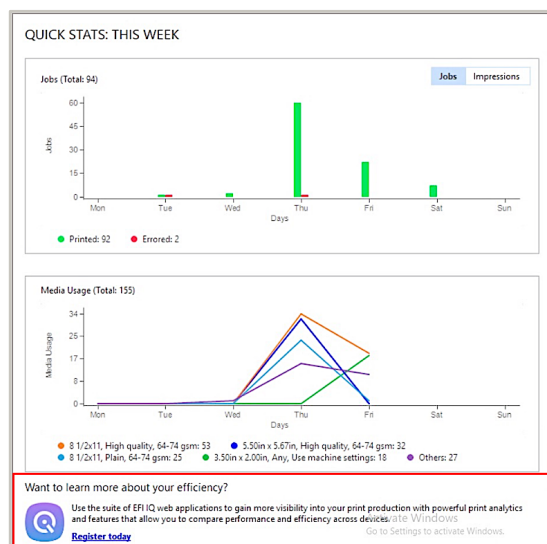 QUICK STATS: THIS WEEK
Jobs (Total: 94)
Jobs Impressions
60
45
30
15
0
Jobs
Mon Tue Wed Thu Fri Sat Sun
Days
Printed: 92 Errored: 2
Media Usage (Total: 155)
34
25
17
8
0
Media Usage
Mon Tue Wed Thu Fri Sat Sun
Days
8 1/2x11, High quality, 64-74 gsm: 53 5.50in x 5.67in, High quality, 64-74 gsm: 32
8 1/2x11, Plain, 64-74 gsm: 25 3.50in x 2.00in, Any, Use machine settings: 18 Others: 27
Want to learn more about your efficiency?
Use the suite of EFI IQ web applications to gain more visibility into your print production with powerful print analytics
and features that allow you to compare performance and efficiency across devices.
Activate Windows
Go to Settings to activate Windows.
Register today